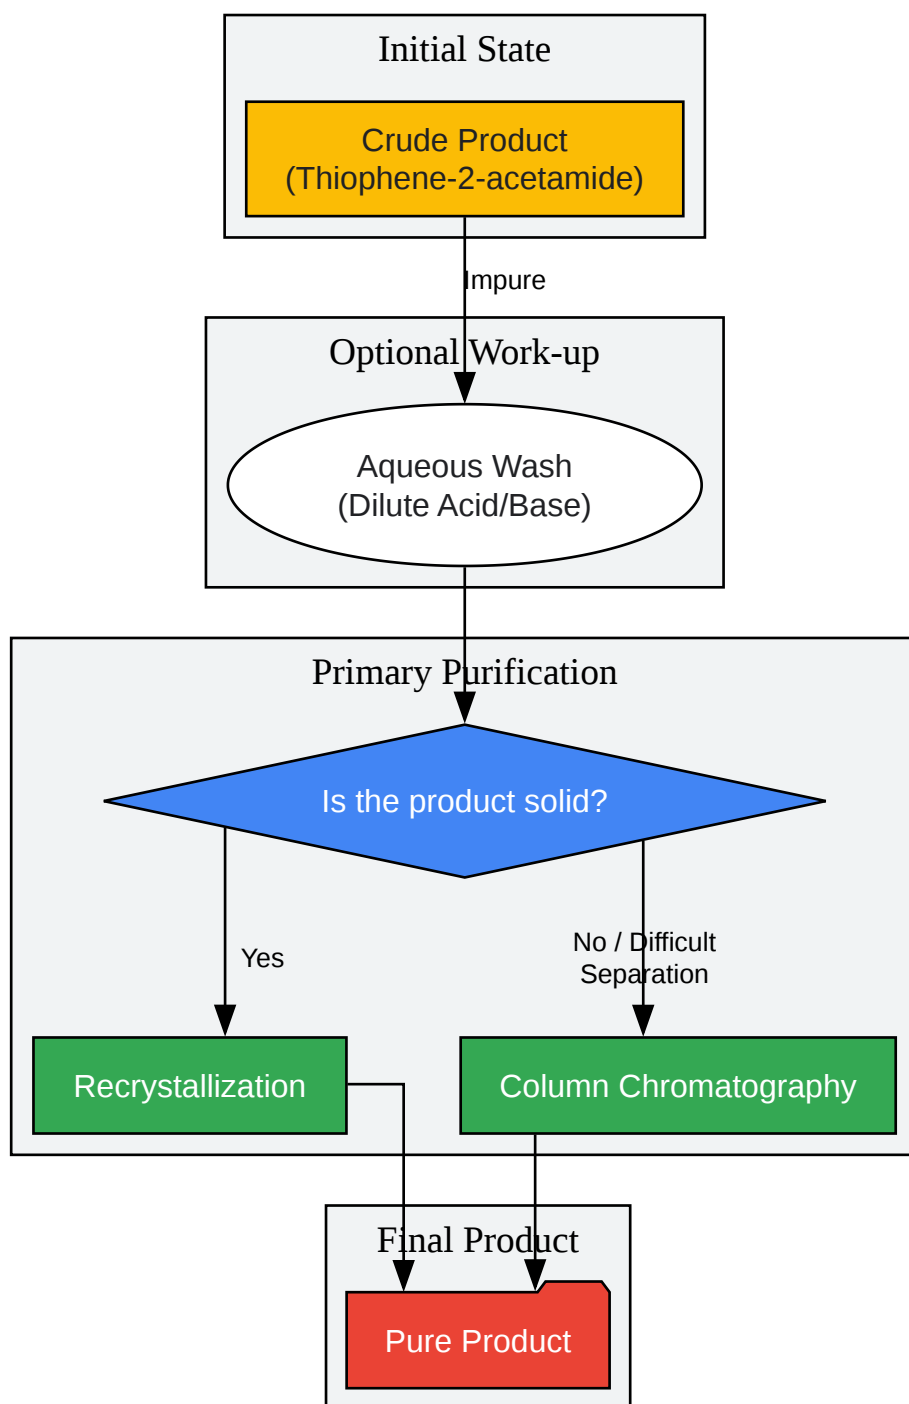 Initial State
Crude Product
(Thiophene-2-acetamide)
Impure
Optional Work-up
Aqueous Wash
(Dilute Acid/Base)
Primary Purification
Is the product solid?
Yes
No / Difficult
Separation
Recrystallization
Column Chromatography
Final Product
Pure Product